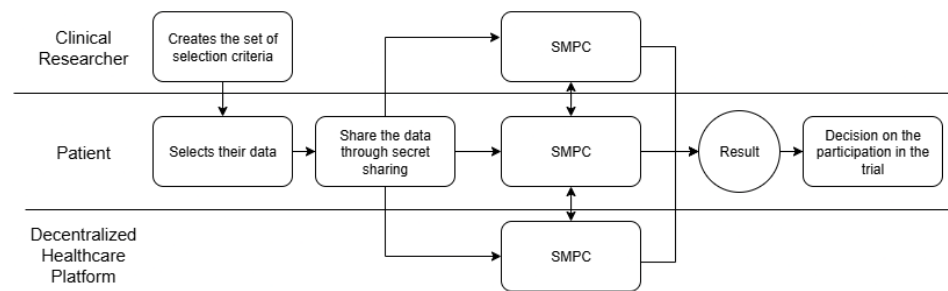 Clinical
Researcher
Creates the set of
selection criteria
SMPC
Patient
Selects their data
Share the data
through secret
sharing
SMPC
Result
Decision on the
participation in the
trial
Decentralized
Healthcare
Platform
SMPC